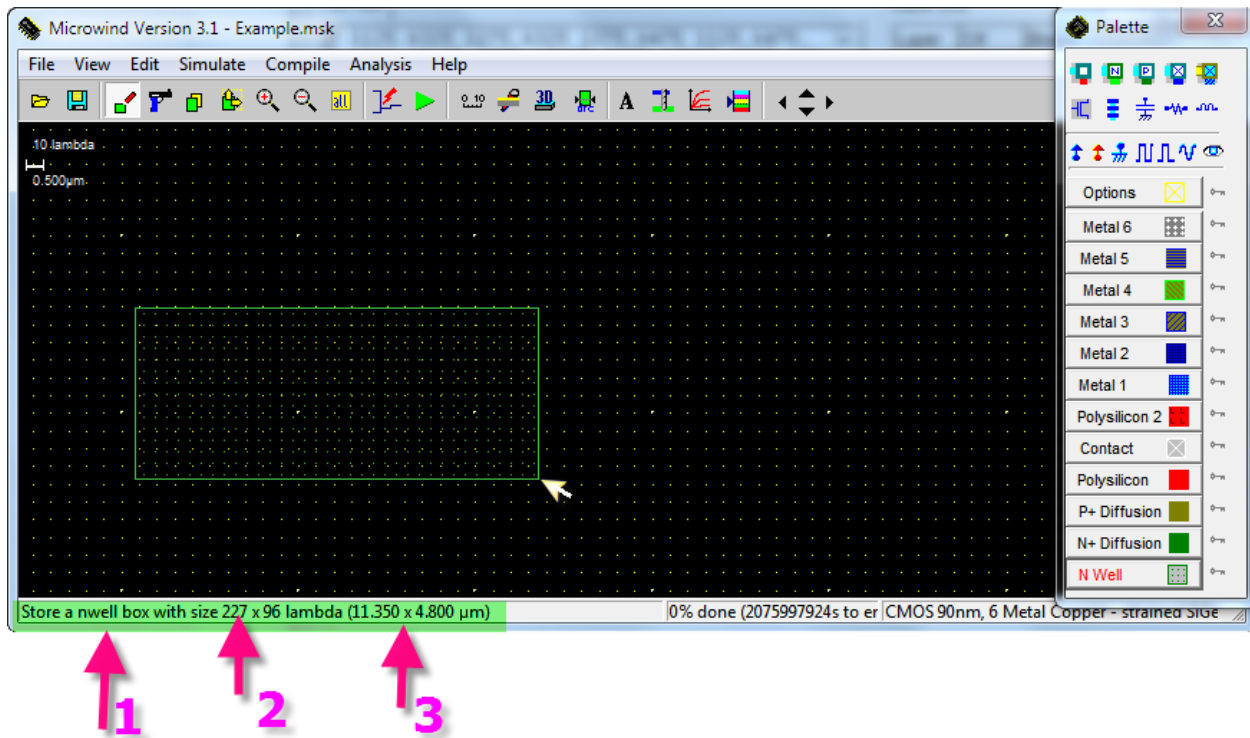 Microwind Version 3.1 - Example.msk
File View Edit Simulate Compile Analysis Help
10 lambda
0.500µm
Palette
Options
Metal 6
Metal 5
Metal 4
Metal 3
Metal 2
Metal 1
Polysilicon 2
Contact
Polysilicon
P+ Diffusion
N+ Diffusion
N Well
Store a nwell box with size 227 x 96 lambda (11.350 x 4.800 µm)
0% done (2075997924s to er
CMOS 90nm, 6 Metal Copper - strained SiGe
1
2
3